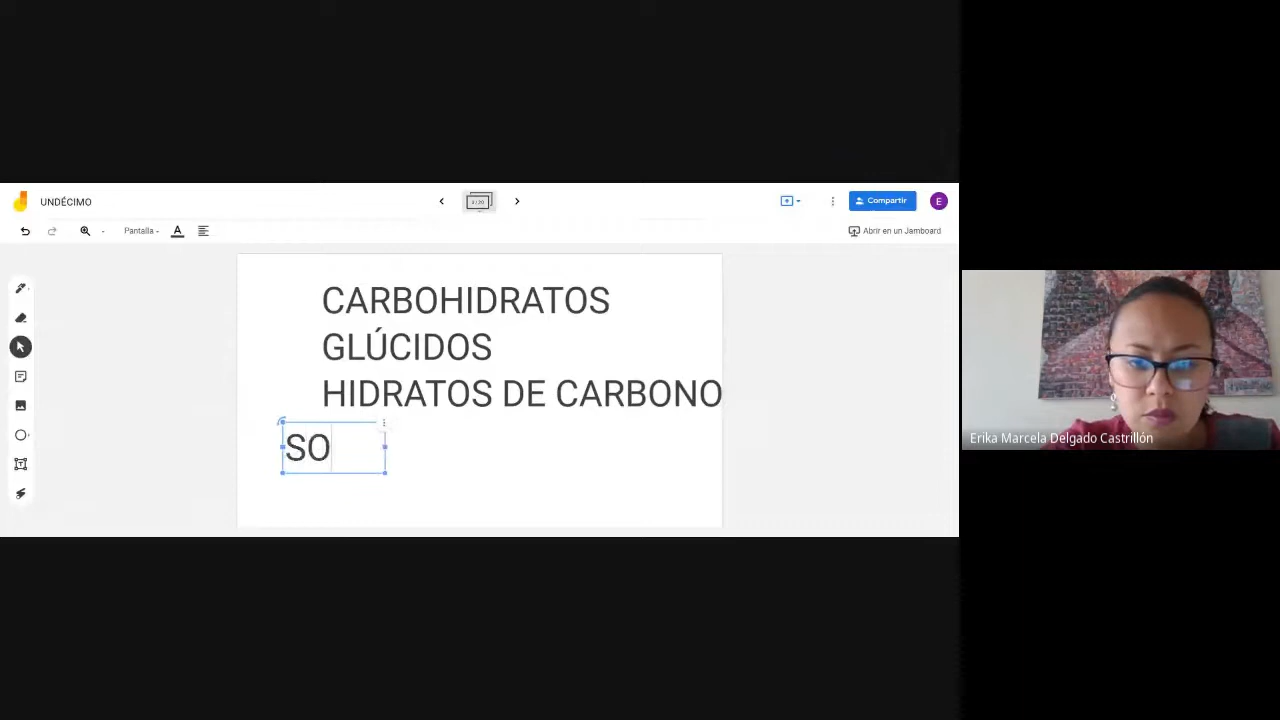 UNDÉCIMO
Compartir
E
Pantalla
A
Abrir en un Jamboard
CARBOHIDRATOS
GLÚCIDOS
HIDRATOS DE CARBONO
SO
Erika Marcela Delgado Castrillón